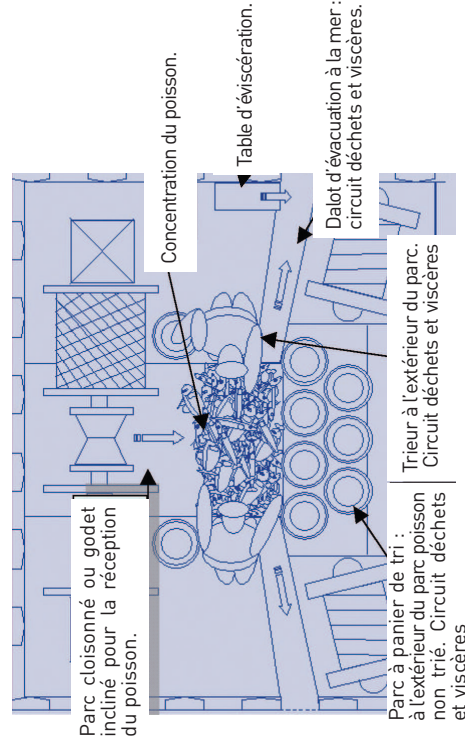 Parc cloisonné ou godet
incliné pour la réception
du poisson.
Concentration du poisson.
Table d'éviscération.
Dalot d'évacuation à la mer :
circuit déchets et viscères.
Trieur à l'extérieur du parc.
Circuit déchets et viscères
Parc à panier de tri :
à l'extérieur du parc poisson
non trié. Circuit déchets
et viscères